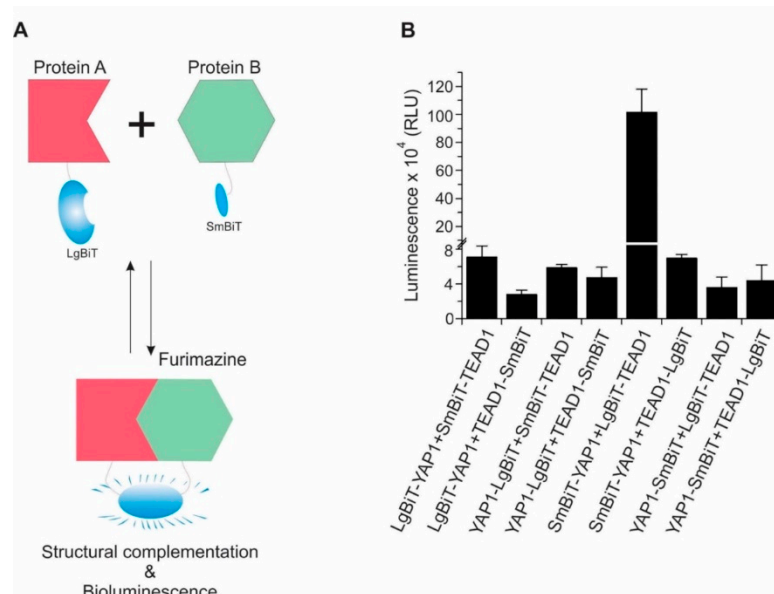 A
Protein A
Protein B
+
LgBiT
SmBiT
Furimazine
Structural complementation
&
Bioluminescence
B
Luminescence x 10⁴ (RLU)
120
100
80
60
40
20
8
4
0
LgBiT-YAP1+SmBiT-TEAD1
LgBiT-YAP1+TEAD1-SmBiT
YAP1-LgBiT+SmBiT-TEAD1
YAP1-LgBiT+TEAD1-SmBiT
SmBiT-YAP1+LgBiT-TEAD1
SmBiT-YAP1+TEAD1-LgBiT
YAP1-SmBiT+LgBiT-TEAD1
YAP1-SmBiT+TEAD1-LgBiT